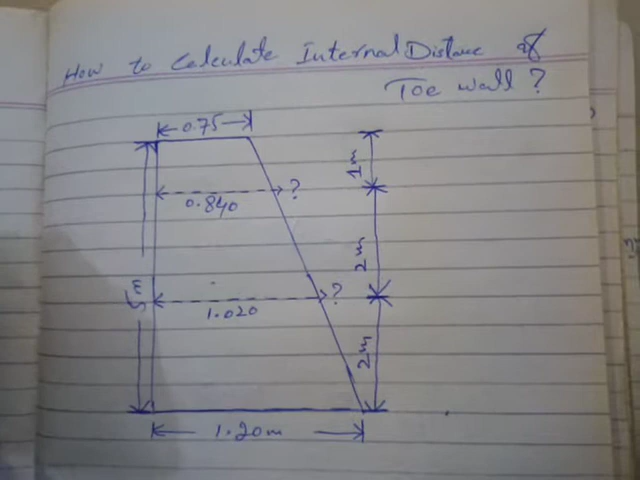 How to Calculate Internal Distance of
Toe wall ?
0.75
1m
?
0.840
2m
5m
?
1.020
2m
1.20m